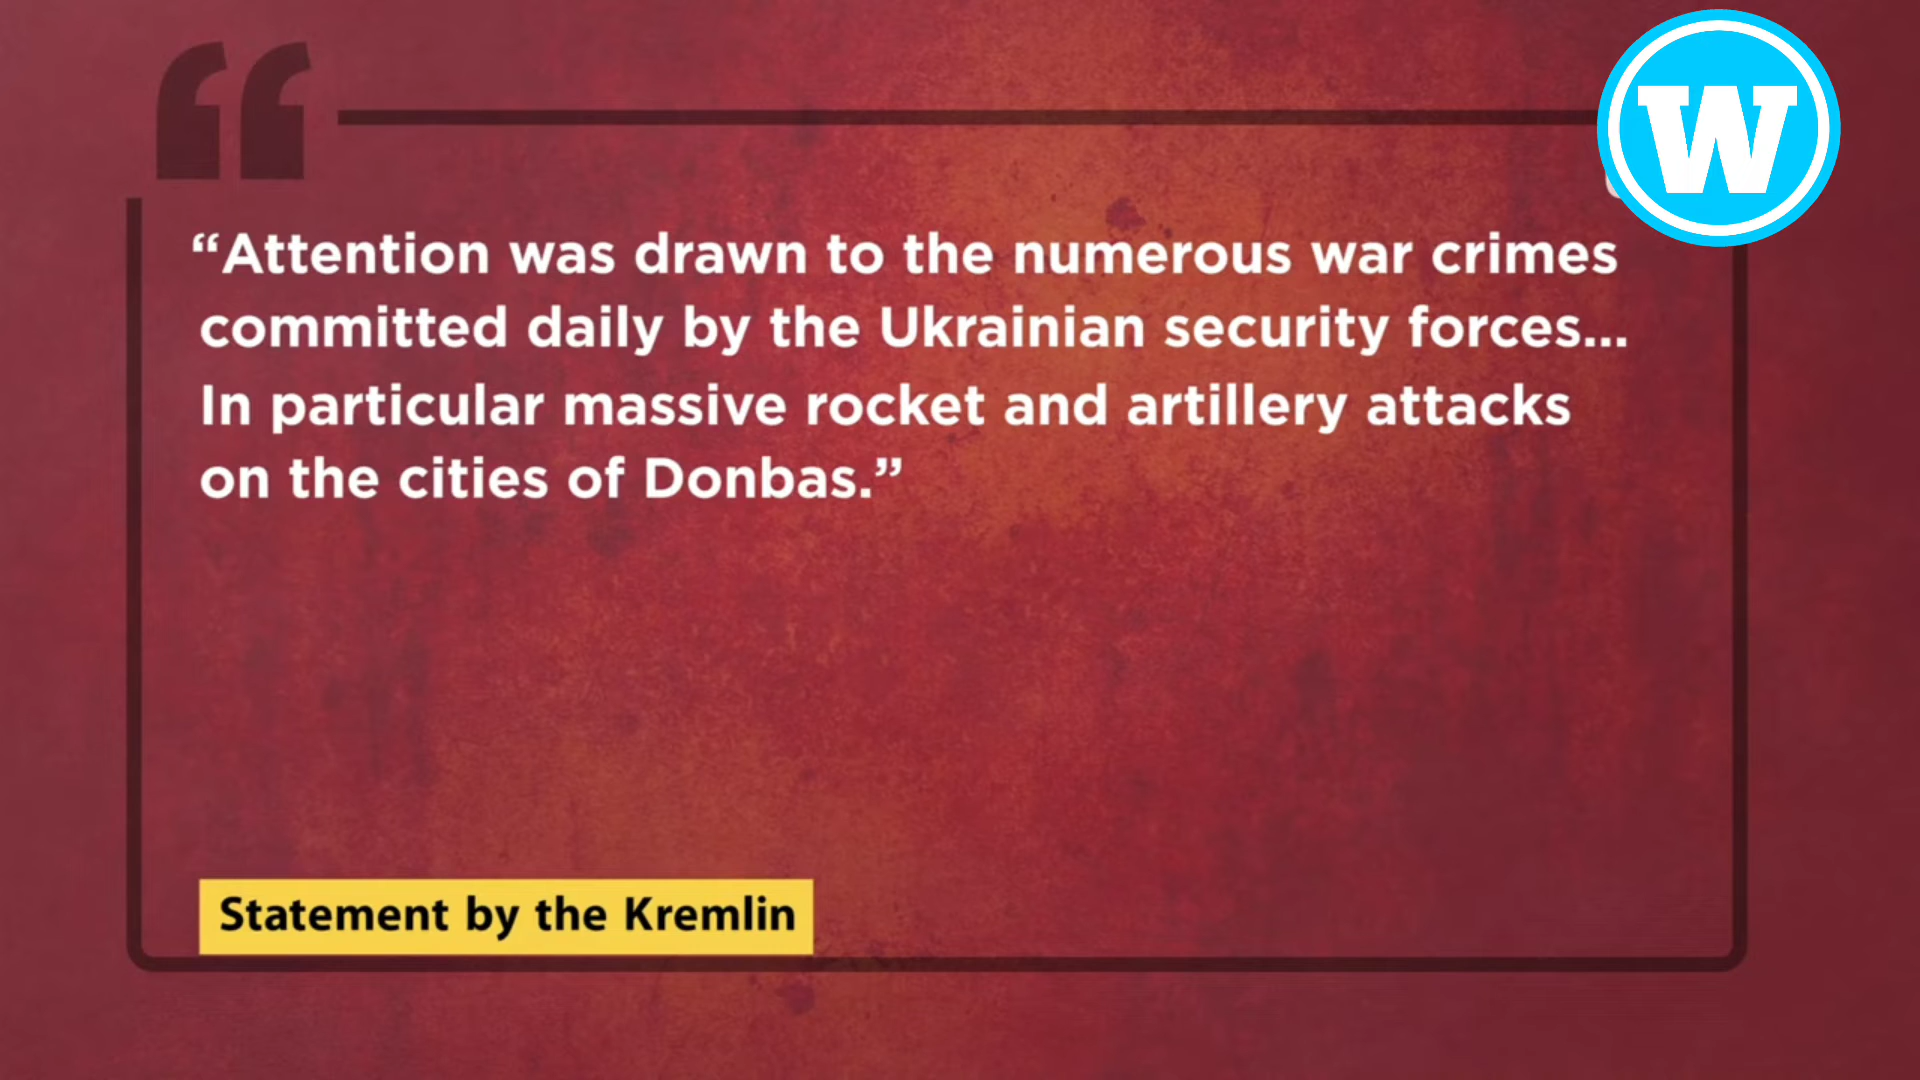 W
“Attention was drawn to the numerous war crimes
committed daily by the Ukrainian security forces...
In particular massive rocket and artillery attacks
on the cities of Donbas.”
Statement by the Kremlin